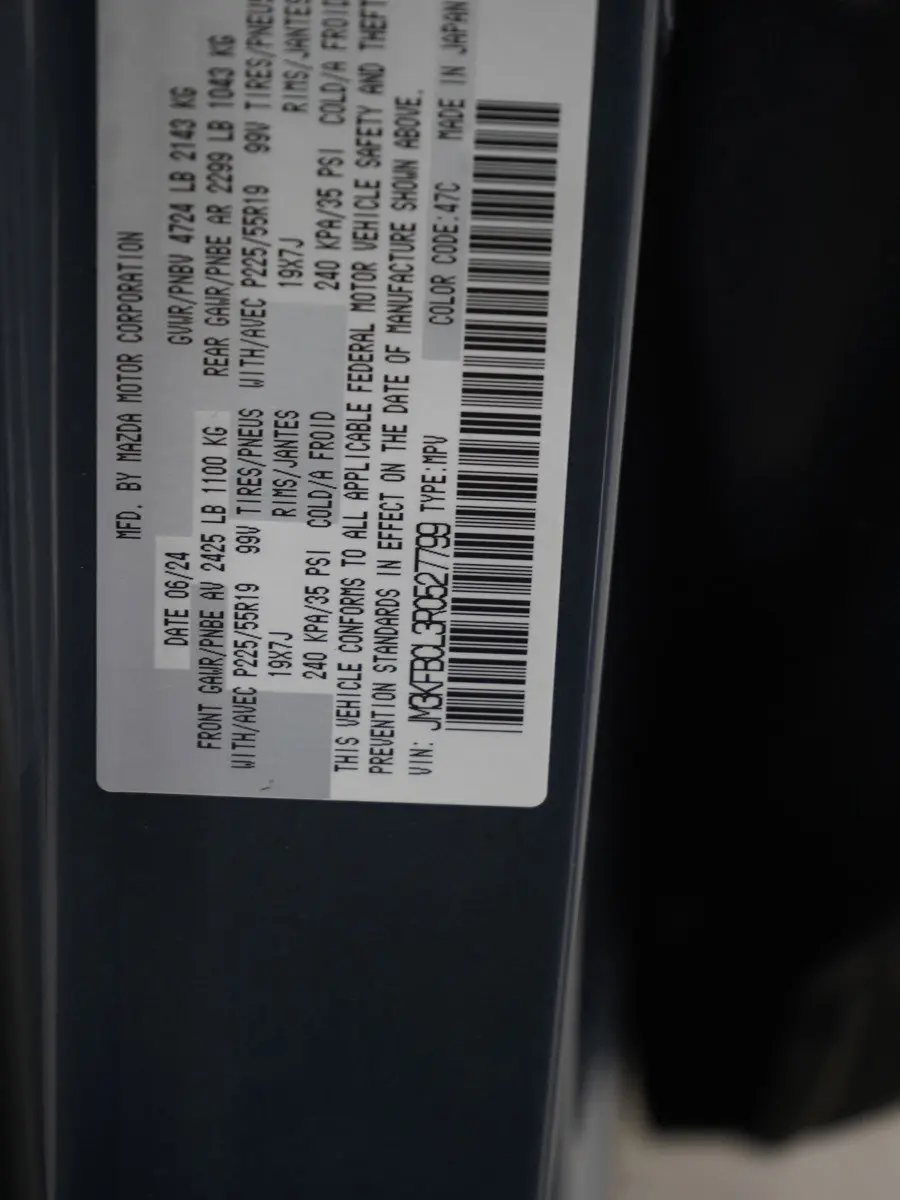 MFD. BY MAZDA MOTOR CORPORATION
DATE 06/24 GVWR/PNBV 4724 LB 2143 KG
FRONT GAWR/PNBE AV 2425 LB 1100 KG REAR GAWR/PNBE AR 2299 LB 1043 KG
WITH/AVEC P225/55R19 99V TIRES/PNEUS WITH/AVEC P225/55R19 99V TIRES/PNEUS
19X7J RIMS/JANTES 19X7J RIMS/JANTES
240 KPA/35 PSI COLD/A FROID 240 KPA/35 PSI COLD/A FROID
THIS VEHICLE CONFORMS TO ALL APPLICABLE FEDERAL MOTOR VEHICLE SAFETY AND THEFT
PREVENTION STANDARDS IN EFFECT ON THE DATE OF MANUFACTURE SHOWN ABOVE.
VIN: JM3KFBCL3R0527799 TYPE:MPV COLOR CODE:47C MADE IN JAPAN